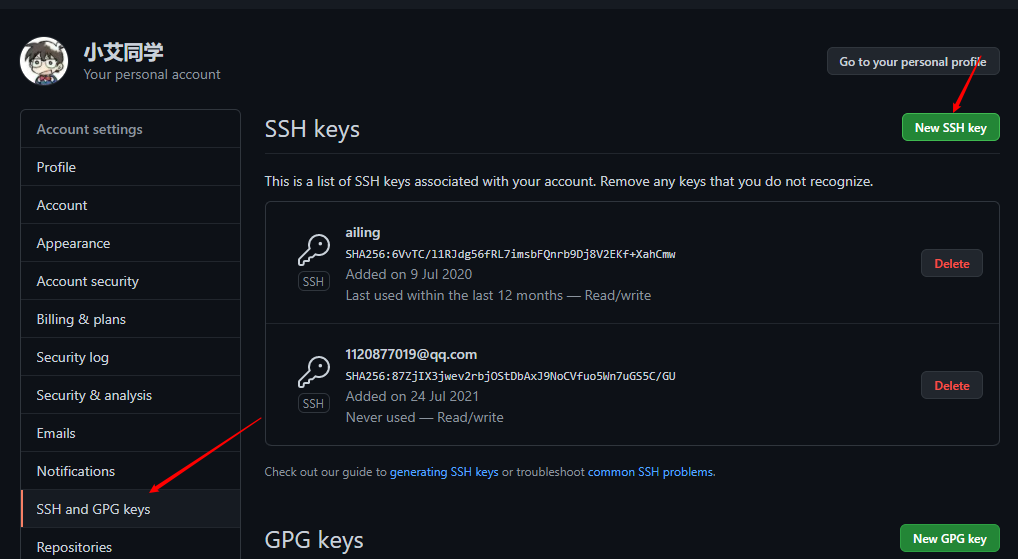 小艾同学
Your personal account
Go to your personal profile
Account settings
Profile
Account
Appearance
Account security
Billing & plans
Security log
Security & analysis
Emails
Notifications
SSH and GPG keys
Repositories
SSH keys
New SSH key
This is a list of SSH keys associated with your account. Remove any keys that you do not recognize.
ailing
SHA256:6VvTC/l1RJdg56fRL7imsbFQnrb9Dj8V2EKf+XahCmw
Added on 9 Jul 2020
Last used within the last 12 months — Read/write
SSH
Delete
1120877019@qq.com
SHA256:87ZjIX3jwev2rbjOStDbAxJ9NoCVfuo5Wn7uGS5C/GU
Added on 24 Jul 2021
Never used — Read/write
SSH
Delete
Check out our guide to generating SSH keys or troubleshoot common SSH problems.
GPG keys
New GPG key